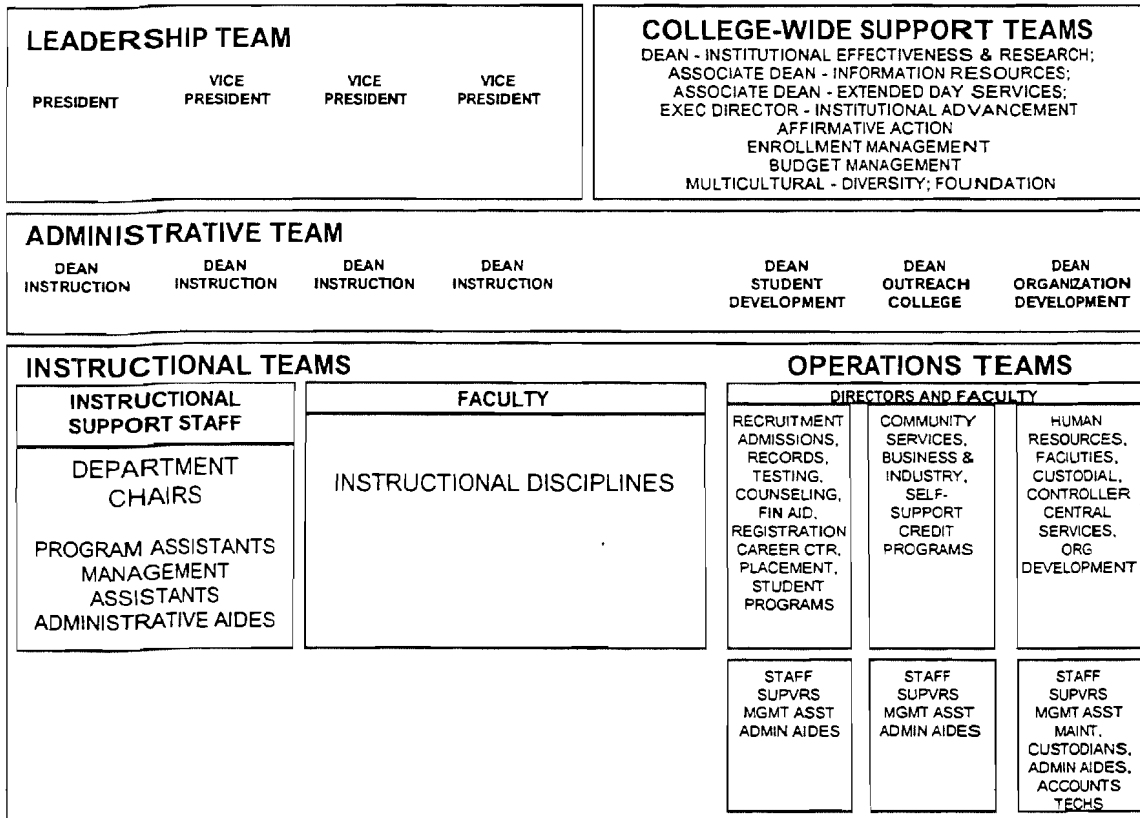 LEADERSHIP TEAM
PRESIDENT
VICE
PRESIDENT
VICE
PRESIDENT
VICE
PRESIDENT
COLLEGE-WIDE SUPPORT TEAMS
DEAN - INSTITUTIONAL EFFECTIVENESS & RESEARCH;
ASSOCIATE DEAN - INFORMATION RESOURCES;
ASSOCIATE DEAN - EXTENDED DAY SERVICES;
EXEC DIRECTOR - INSTITUTIONAL ADVANCEMENT
AFFIRMATIVE ACTION
ENROLLMENT MANAGEMENT
BUDGET MANAGEMENT
MULTICULTURAL - DIVERSITY; FOUNDATION
ADMINISTRATIVE TEAM
DEAN
INSTRUCTION
DEAN
INSTRUCTION
DEAN
INSTRUCTION
DEAN
INSTRUCTION
DEAN
STUDENT
DEVELOPMENT
DEAN
OUTREACH
COLLEGE
DEAN
ORGANIZATION
DEVELOPMENT
INSTRUCTIONAL TEAMS
INSTRUCTIONAL
SUPPORT STAFF
DEPARTMENT
CHAIRS
PROGRAM ASSISTANTS
MANAGEMENT
ASSISTANTS
ADMINISTRATIVE AIDES
FACULTY
INSTRUCTIONAL DISCIPLINES
OPERATIONS TEAMS
DIRECTORS AND FACULTY
RECRUITMENT
ADMISSIONS,
RECORDS,
TESTING,
COUNSELING,
FIN AID,
REGISTRATION
CAREER CTR,
PLACEMENT,
STUDENT
PROGRAMS
COMMUNITY
SERVICES,
BUSINESS &
INDUSTRY,
SELF-
SUPPORT
CREDIT
PROGRAMS
HUMAN
RESOURCES,
FACILITIES,
CUSTODIAL,
CONTROLLER
CENTRAL
SERVICES,
ORG
DEVELOPMENT
STAFF
SUPVRS
MGMT ASST
ADMIN AIDES
STAFF
SUPVRS
MGMT ASST
ADMIN AIDES
STAFF
SUPVRS
MGMT ASST
MAINT,
CUSTODIANS,
ADMIN AIDES,
ACCOUNTS
TECHS